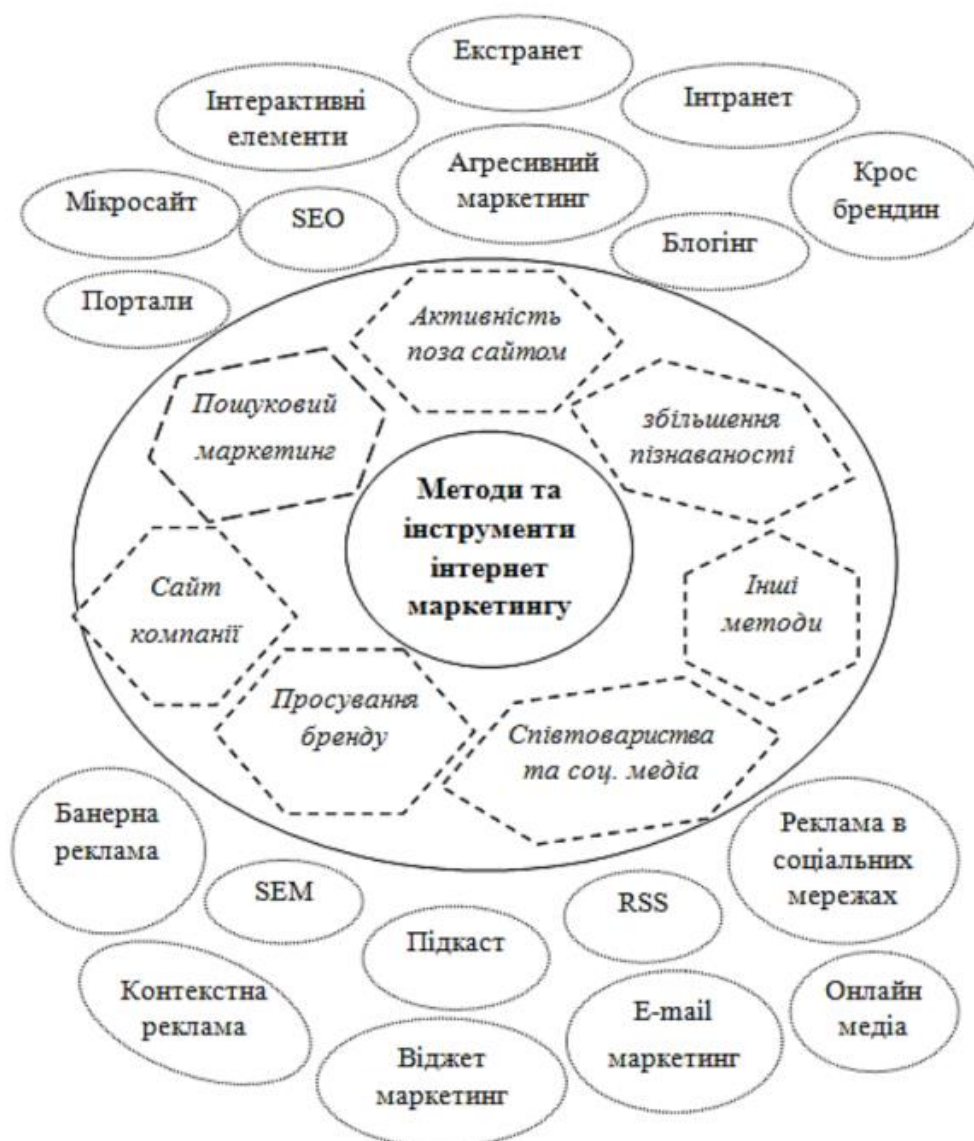 Екстранет
Інтерактивні
елементи
Інтранет
Агресивний
маркетинг
Крос
брендин
Мікросайт
SEO
Блогінг
Портали
Активність
поза сайтом
Пошуковий
маркетинг
збільшення
пізнаваності
Методи та
інструменти
інтернет
маркетингу
Сайт
компанії
Інші
методи
Просування
бренду
Співтовариства
та соц. медіа
Банерна
реклама
Реклама в
соціальних
мережах
SEM
RSS
Підкаст
Контекстна
реклама
E-mail
маркетинг
Онлайн
медіа
Віджет
маркетинг